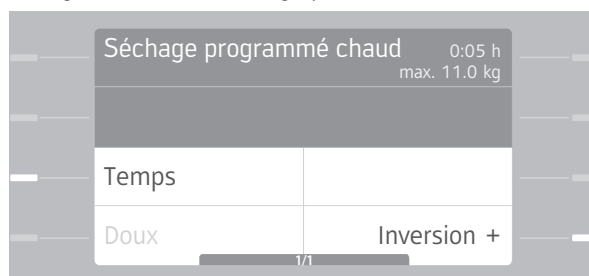 Séchage programmé chaud 0:05 h
max. 11.0 kg
Temps
Doux Inversion +
1/1